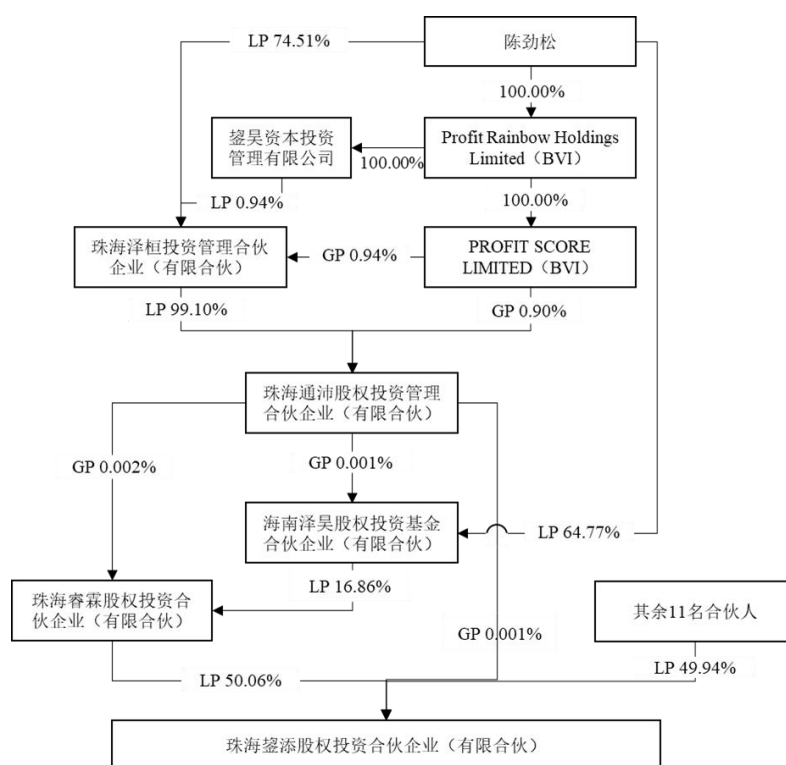 LP 74.51%
陈劲松
100.00%
鋆昊资本投资
管理有限公司
100.00%
Profit Rainbow Holdings
Limited（BVI）
LP 0.94%
100.00%
珠海泽桓投资管理合伙
企业（有限合伙）
GP 0.94%
PROFIT SCORE
LIMITED（BVI）
LP 99.10%
GP 0.90%
珠海通沛股权投资管理
合伙企业（有限合伙）
GP 0.002%
GP 0.001%
海南泽昊股权投资基金
合伙企业（有限合伙）
LP 64.77%
LP 16.86%
珠海睿霖股权投资合
伙企业（有限合伙）
GP 0.001%
其余11名合伙人
LP 50.06%
LP 49.94%
珠海鋆添股权投资合伙企业（有限合伙）